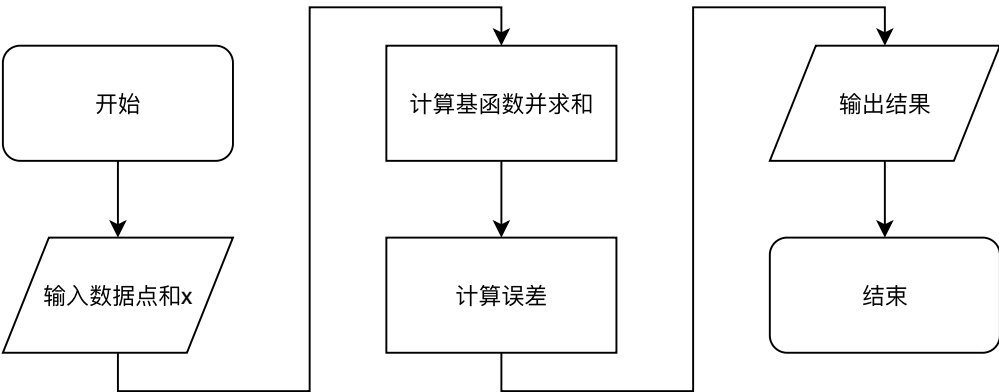 开始
输入数据点和x
计算基函数并求和
计算误差
输出结果
结束